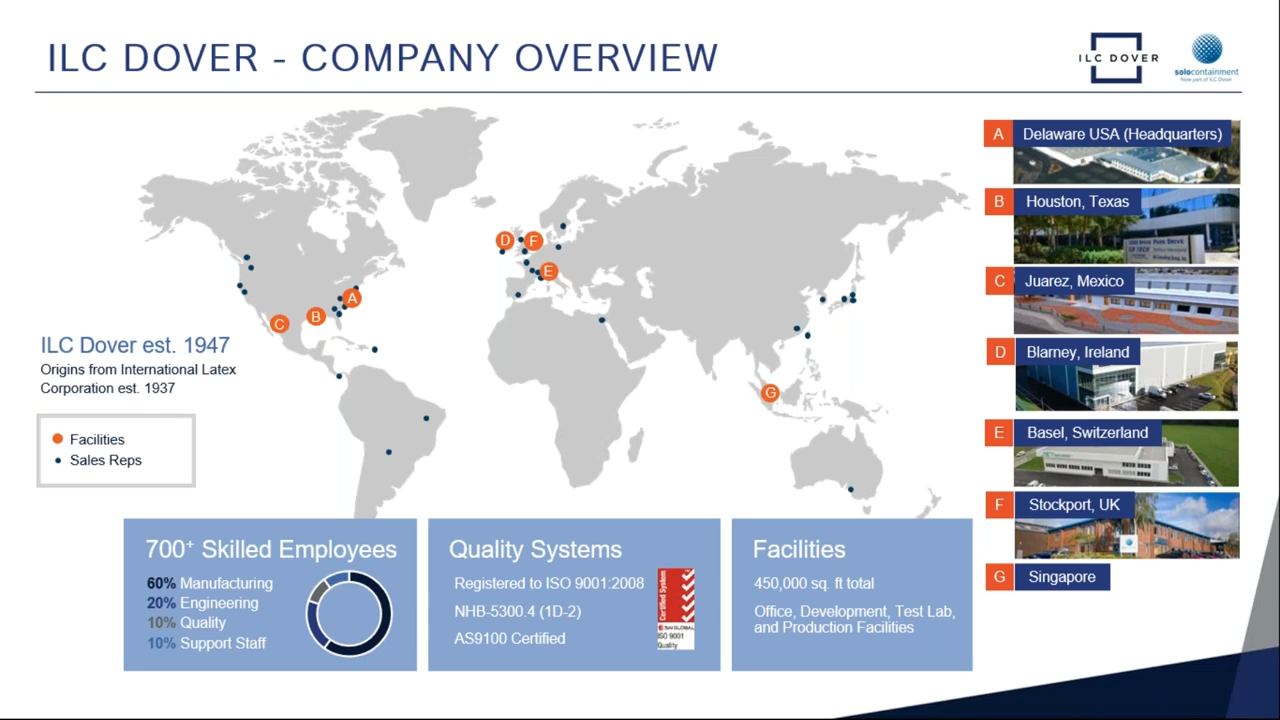 ILC DOVER - COMPANY OVERVIEW
ILC DOVER
solocontainment
Now part of ILC Dover
A Delaware USA (Headquarters)
B Houston, Texas
C Juarez, Mexico
D Blarney, Ireland
E Basel, Switzerland
F Stockport, UK
G Singapore
D
F
E
A
B
C
G
ILC Dover est. 1947
Origins from International Latex
Corporation est. 1937
Facilities
Sales Reps
700+ Skilled Employees
60% Manufacturing
20% Engineering
10% Quality
10% Support Staff
Quality Systems
Registered to ISO 9001:2008
NHB-5300.4 (1D-2)
AS9100 Certified
Certified System
SAI GLOBAL
ISO 9001
Quality
Facilities
450,000 sq. ft total
Office, Development, Test Lab,
and Production Facilities